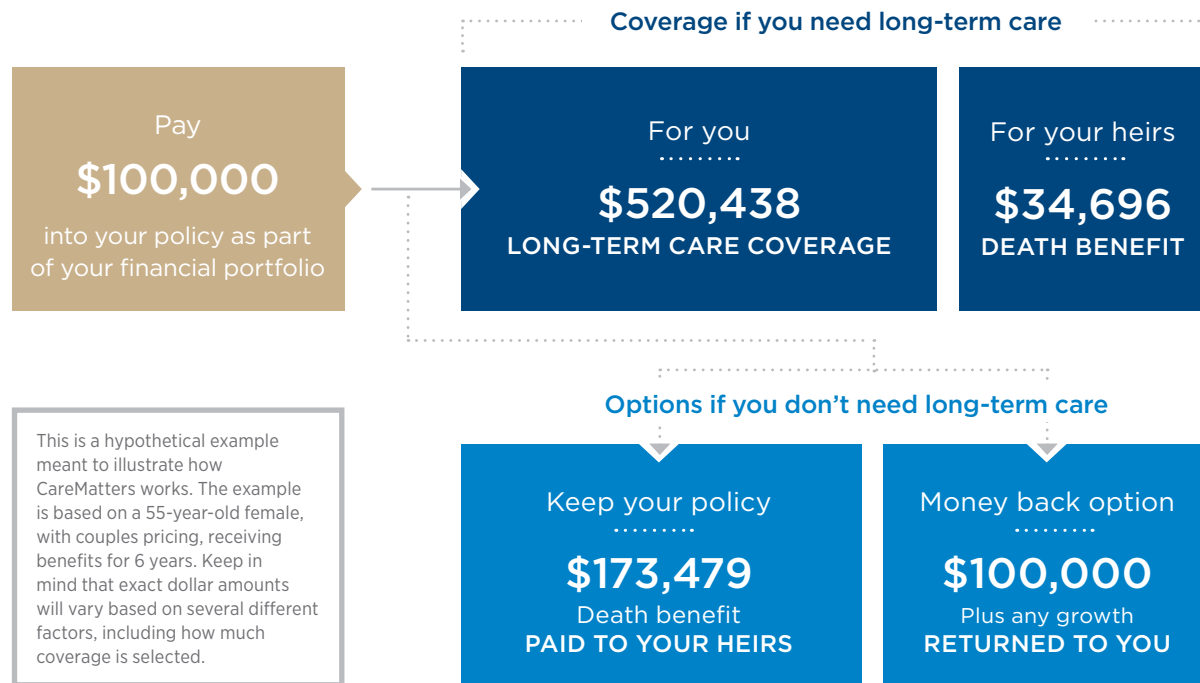 Coverage if you need long-term care
Pay
$100,000
into your policy as part
of your financial portfolio
For you
$520,438
LONG-TERM CARE COVERAGE
For your heirs
$34,696
DEATH BENEFIT
Options if you don’t need long-term care
This is a hypothetical example
meant to illustrate how
CareMatters works. The example
is based on a 55-year-old female,
with couples pricing, receiving
benefits for 6 years. Keep in
mind that exact dollar amounts
will vary based on several different
factors, including how much
coverage is selected.
Keep your policy
$173,479
Death benefit
PAID TO YOUR HEIRS
Money back option
$100,000
Plus any growth
RETURNED TO YOU